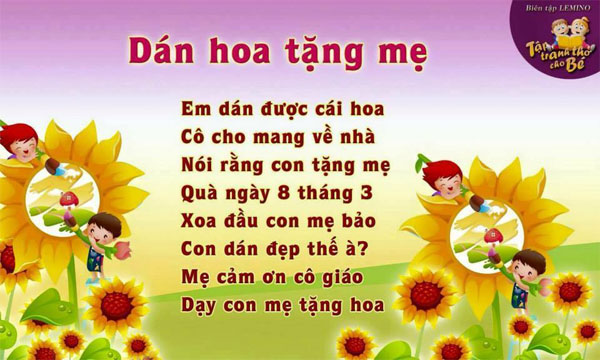 Biên tập LEMINO
Tập
tranh thơ
cho Bé
Dán hoa tặng mẹ
Em dán được cái hoa
Cô cho mang về nhà
Nói rằng con tặng mẹ
Quà ngày 8 tháng 3
Xoa đầu con mẹ bảo
Con dán đẹp thế à?
Mẹ cảm ơn cô giáo
Dạy con mẹ tặng hoa